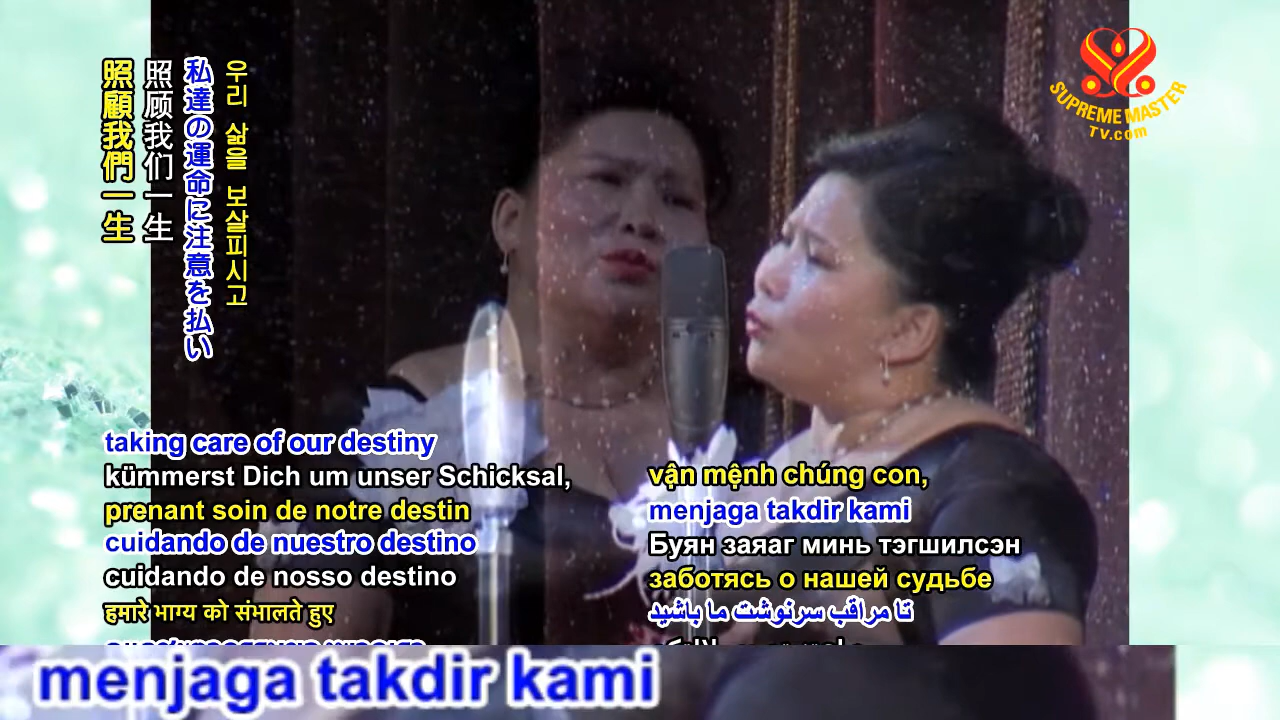 照顧我們一生
照顾我们一生
私達の運命に注意を払い
우리 삶을 보살피시고
SUPREME MASTER
TV.com
taking care of our destiny
kümmerst Dich um unser Schicksal,
prenant soin de notre destin
cuidando de nuestro destino
cuidando de nosso destino
हमारे भाग्य को संभालते हुए
vận mệnh chúng con,
menjaga takdir kami
Буян заяаг минь тэгшилсэн
заботясь о нашей судьбе
تا مراقب سرنوشت ما باشید
menjaga takdir kami